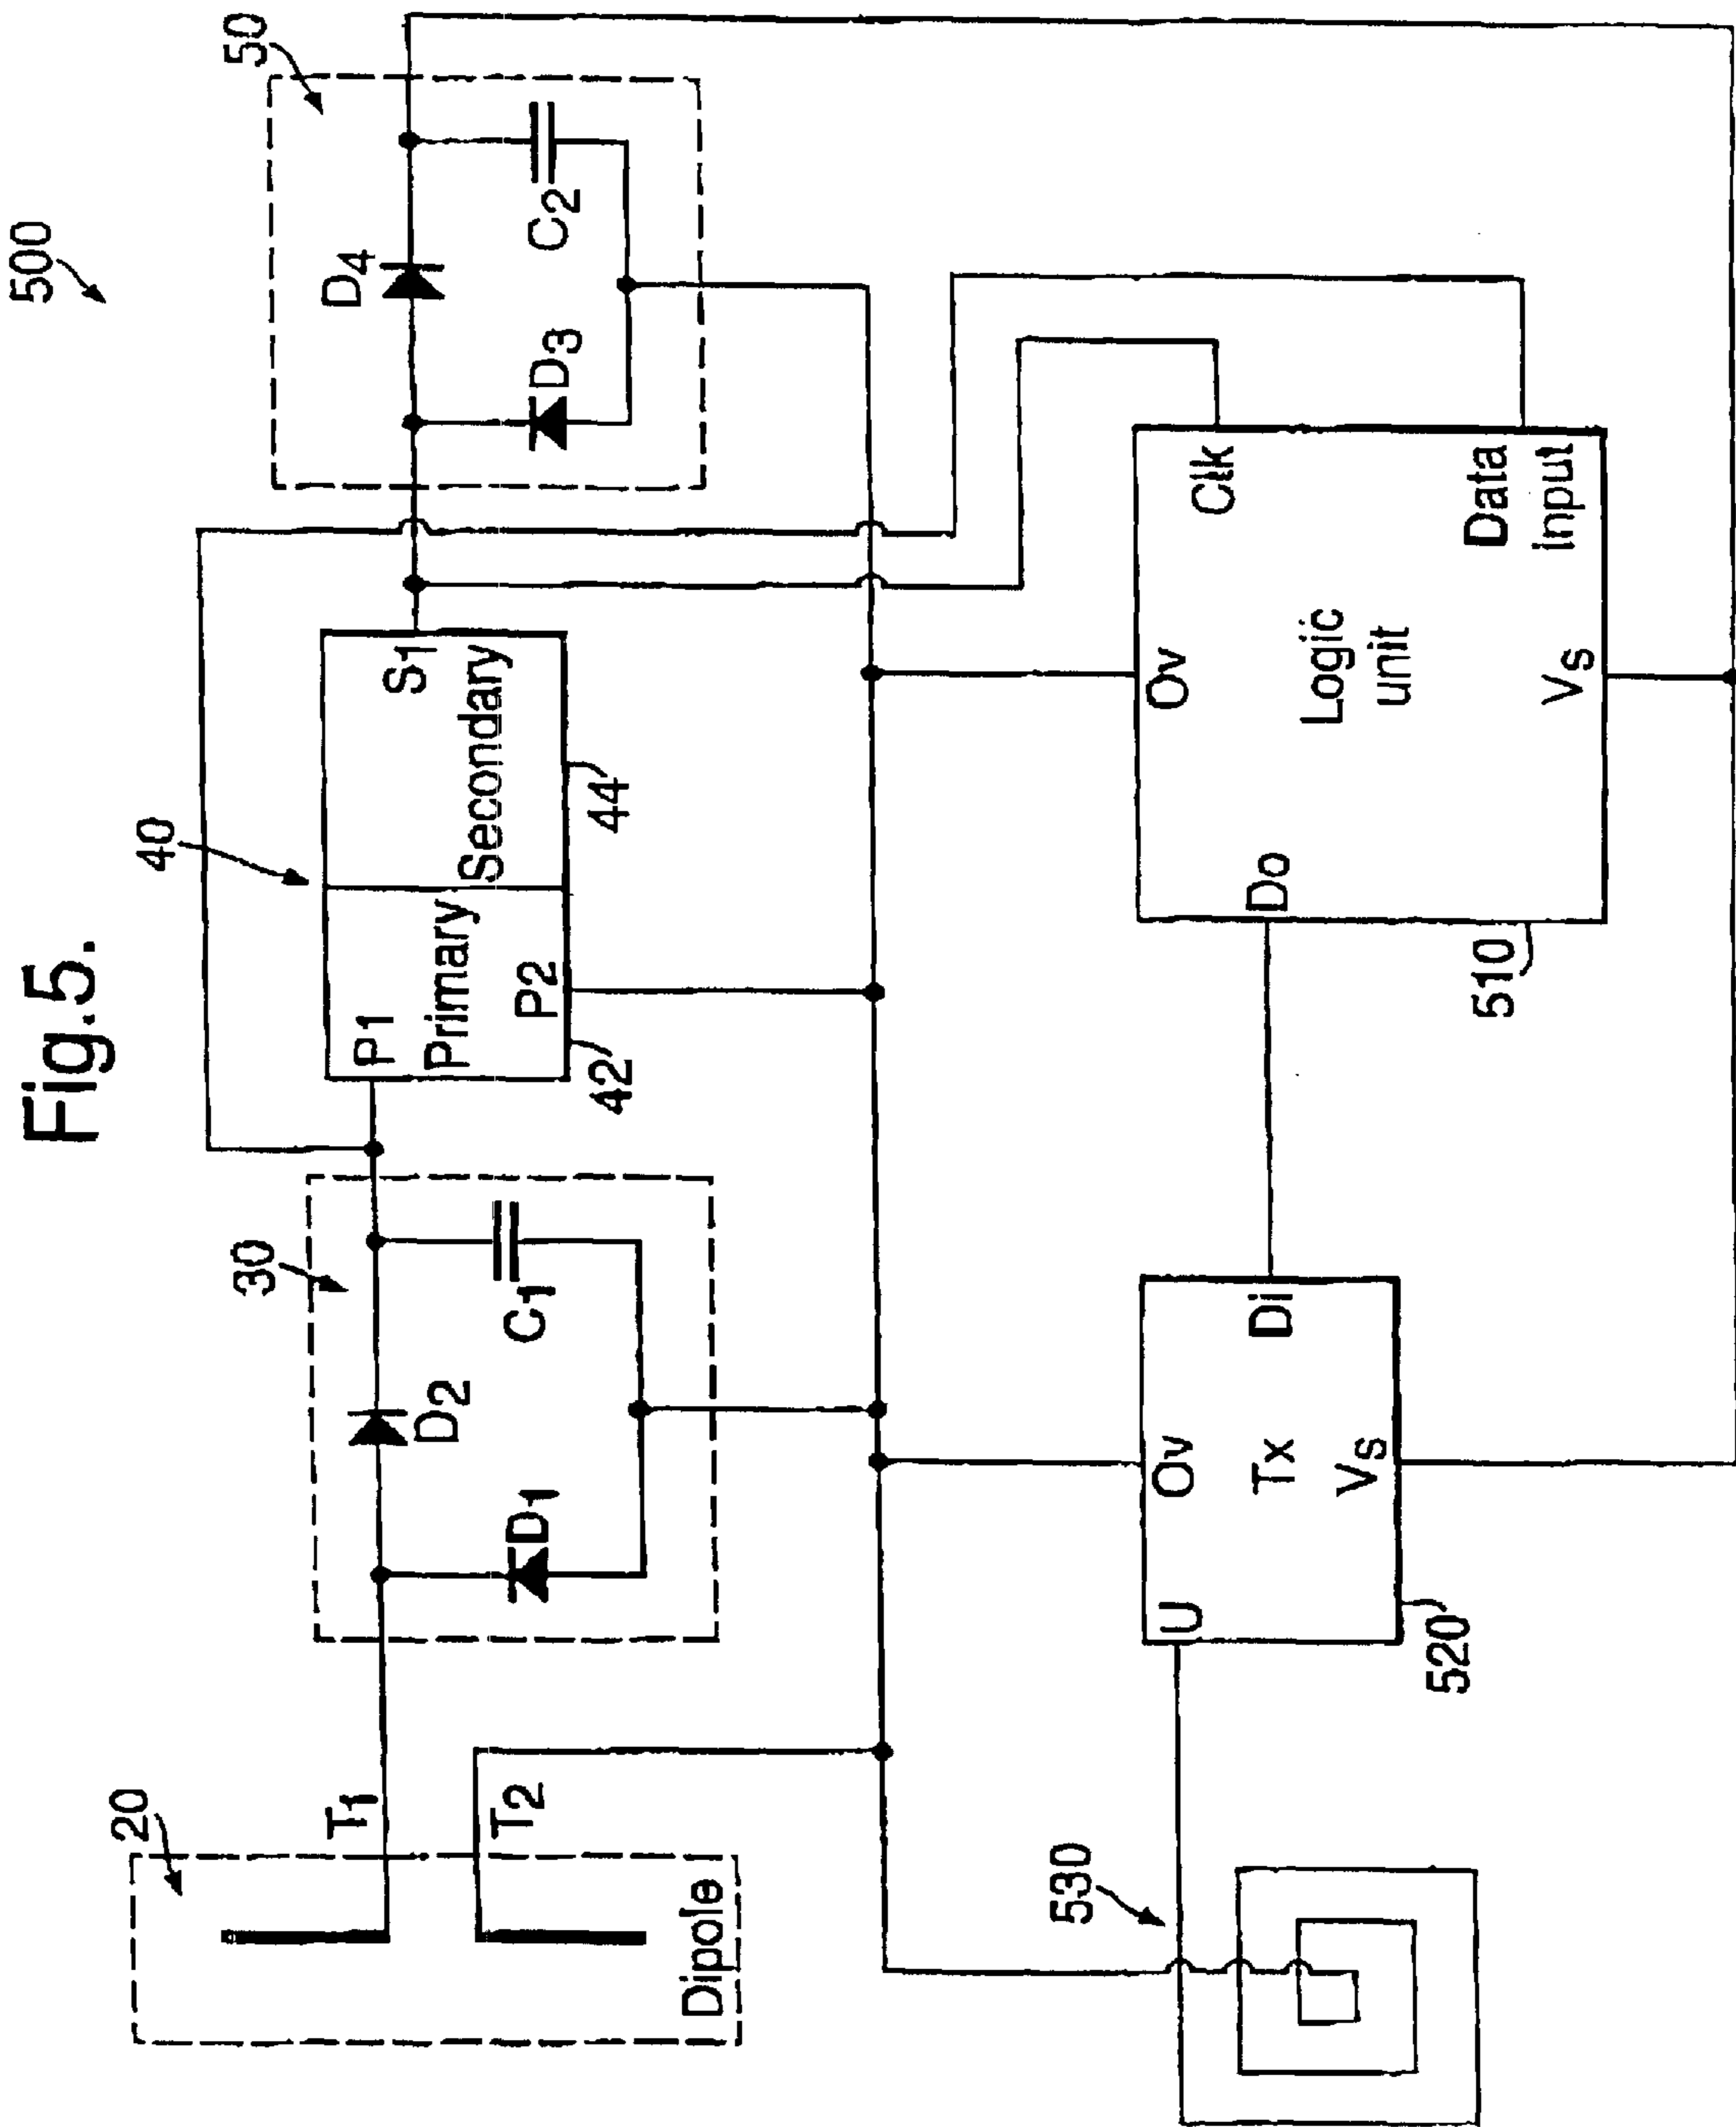 Fig.5.
500
20
T1
T2
Dipole
30
D2
D1
C1
40
P1
Primary
P2
42
S1
Secondary
44
50
D4
D3
C2
530
U
Ov
Tx
Vs
Di
520
Do
Ov
Logic
unit
Vs
Clk
Data
Input
510